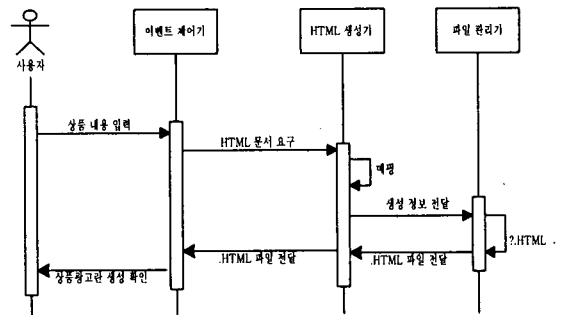 이벤트 제어기
HTML 생성기
파일 관리기
사용자
상품 내용 입력
HTML 문서 요구
매핑
생성 정보 전달
?.HTML
.HTML 파일 전달
.HTML 파일 전달
상품광고란 생성 확인